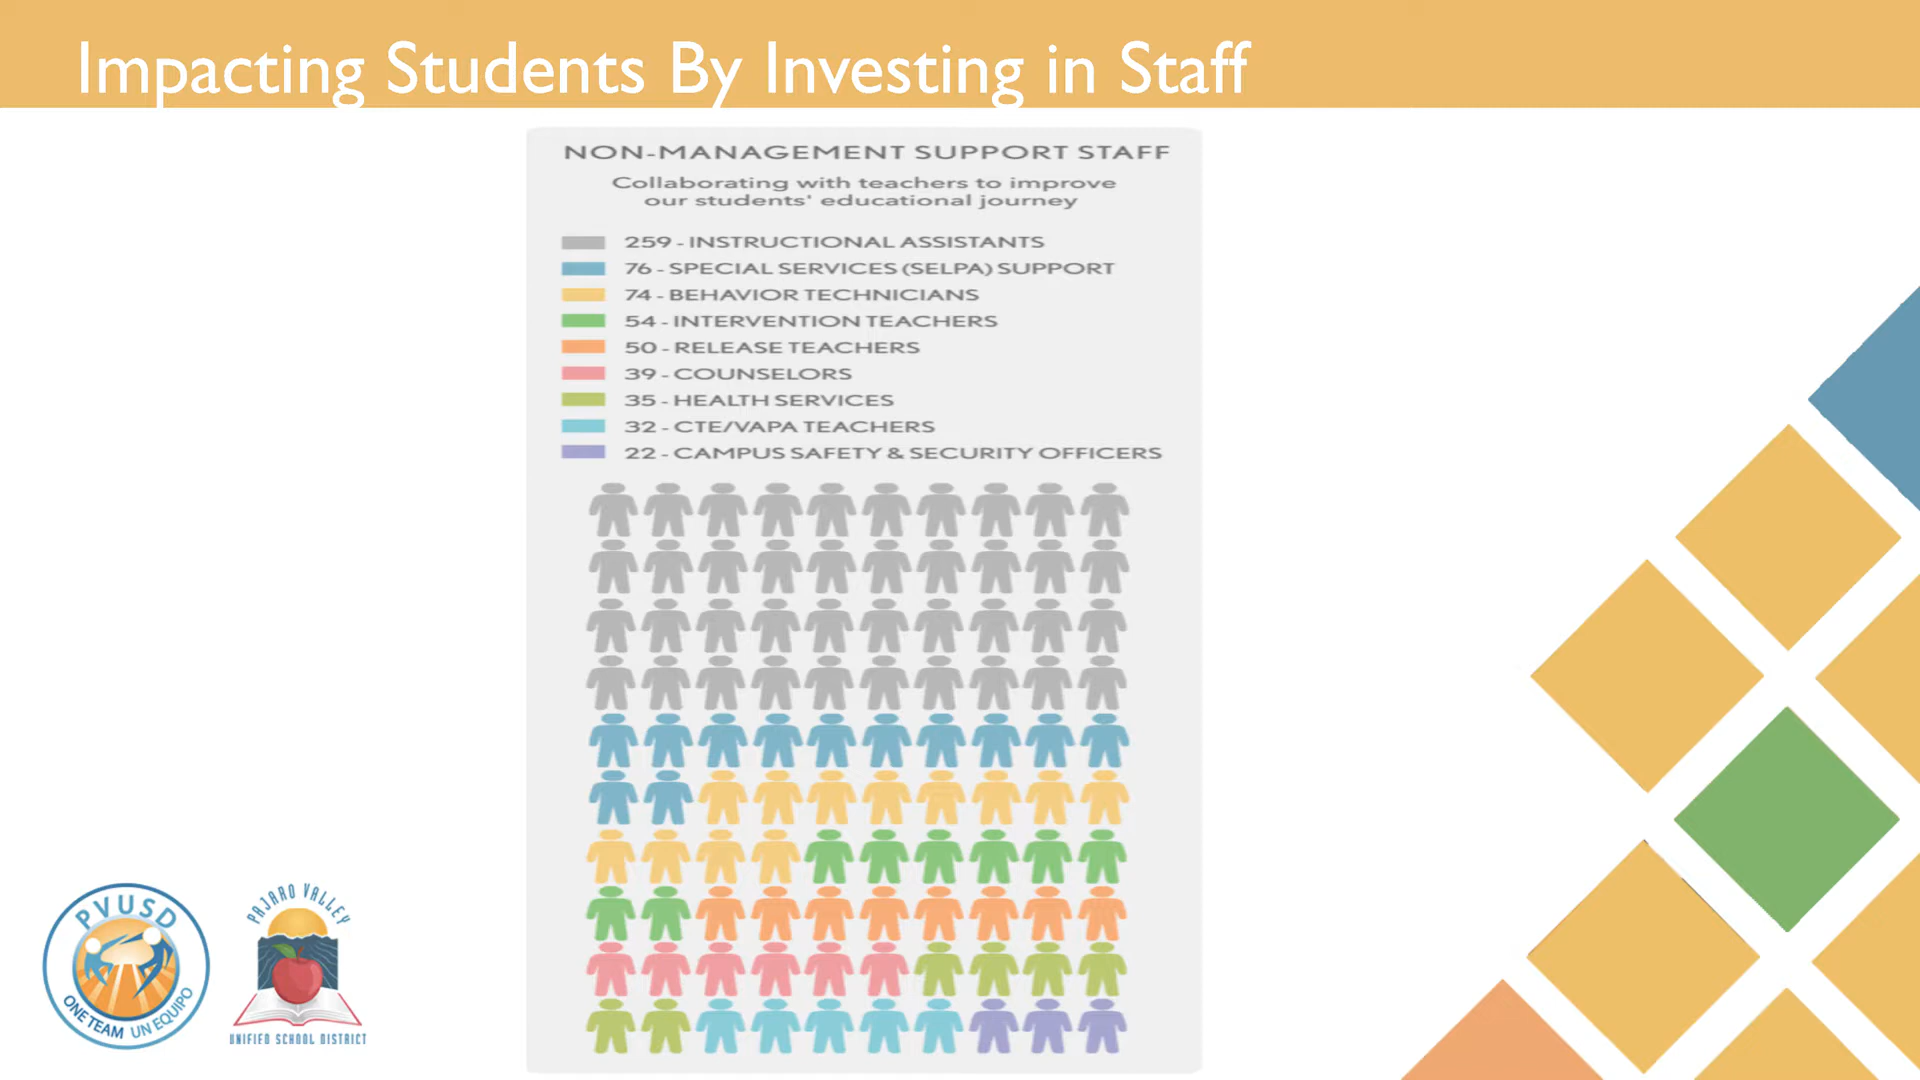 Impacting Students By Investing in Staff
NON-MANAGEMENT SUPPORT STAFF
Collaborating with teachers to improve
our students' educational journey
259 - INSTRUCTIONAL ASSISTANTS
76 - SPECIAL SERVICES (SELPA) SUPPORT
74 - BEHAVIOR TECHNICIANS
54 - INTERVENTION TEACHERS
50 - RELEASE TEACHERS
39 - COUNSELORS
35 - HEALTH SERVICES
32 - CTE/VAPA TEACHERS
22 - CAMPUS SAFETY & SECURITY OFFICERS
PVUSD
ONE TEAM UN EQUIPO
PAJARO VALLEY
UNIFIED SCHOOL DISTRICT